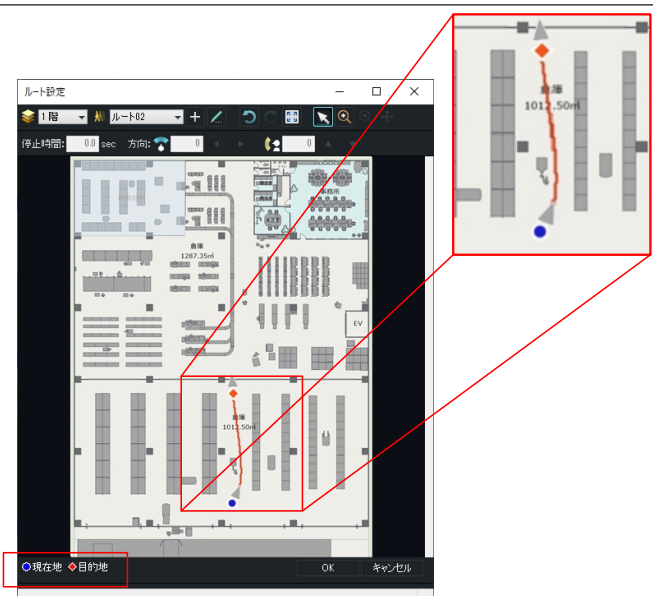 ルート設定
1階 ルート02
停止時間: 0.0 sec 方向: 0 0
事務所
倉庫
1287.35㎡
EV
倉庫
1012.50㎡
倉庫
1012.50㎡
現在地 目的地
OK キャンセル